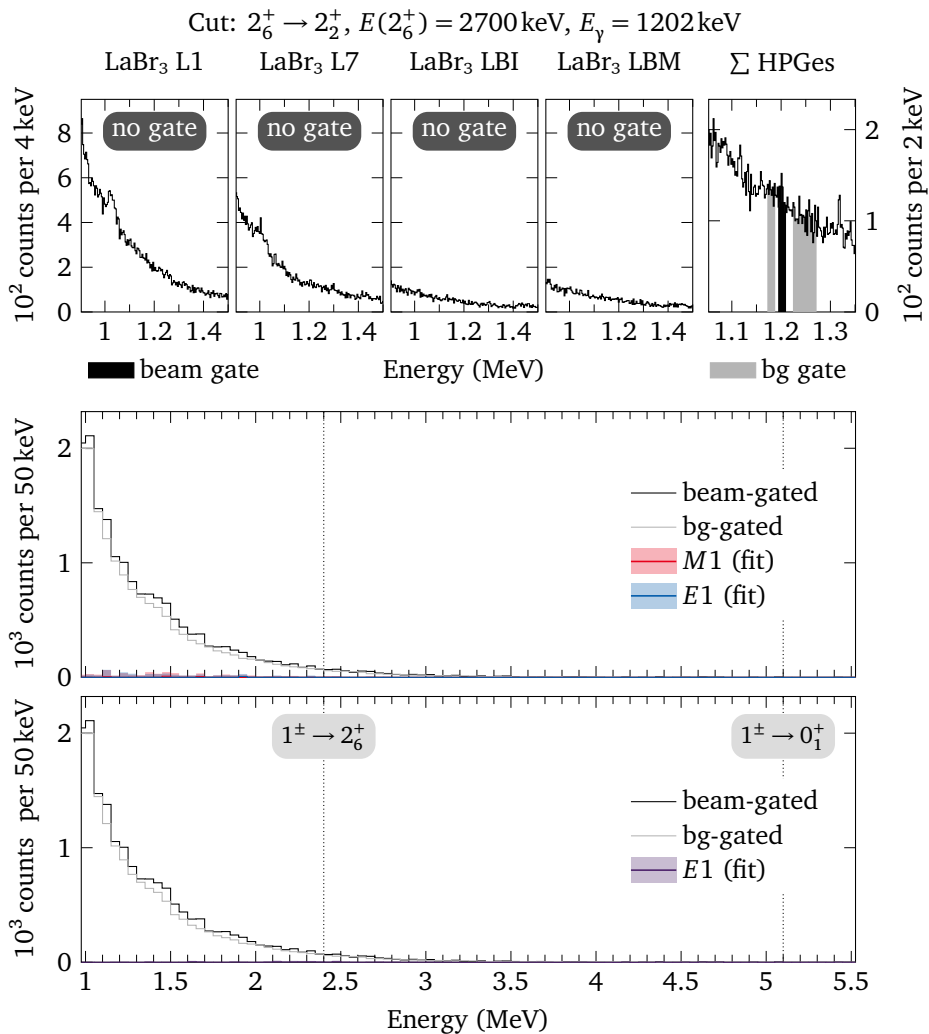 Cut: 2₆⁺ → 2₂⁺, E(2₆⁺) = 2700 keV, Eγ = 1202 keV
LaBr₃ L1 LaBr₃ L7 LaBr₃ LBI LaBr₃ LBM ∑ HPGes
no gate no gate no gate no gate
10² counts per 4 keV
8
6
4
2
0
10² counts per 2 keV
2
1
0
1 1.2 1.4 1 1.2 1.4 1 1.2 1.4 1 1.2 1.4 1.1 1.2 1.3
beam gate Energy (MeV) bg gate
10³ counts per 50 keV
2
1
0
beam-gated
bg-gated
M1 (fit)
E1 (fit)
10³ counts per 50 keV
2
1
0
1± → 2₆⁺ 1± → 0₁⁺
beam-gated
bg-gated
E1 (fit)
1 1.5 2 2.5 3 3.5 4 4.5 5 5.5
Energy (MeV)